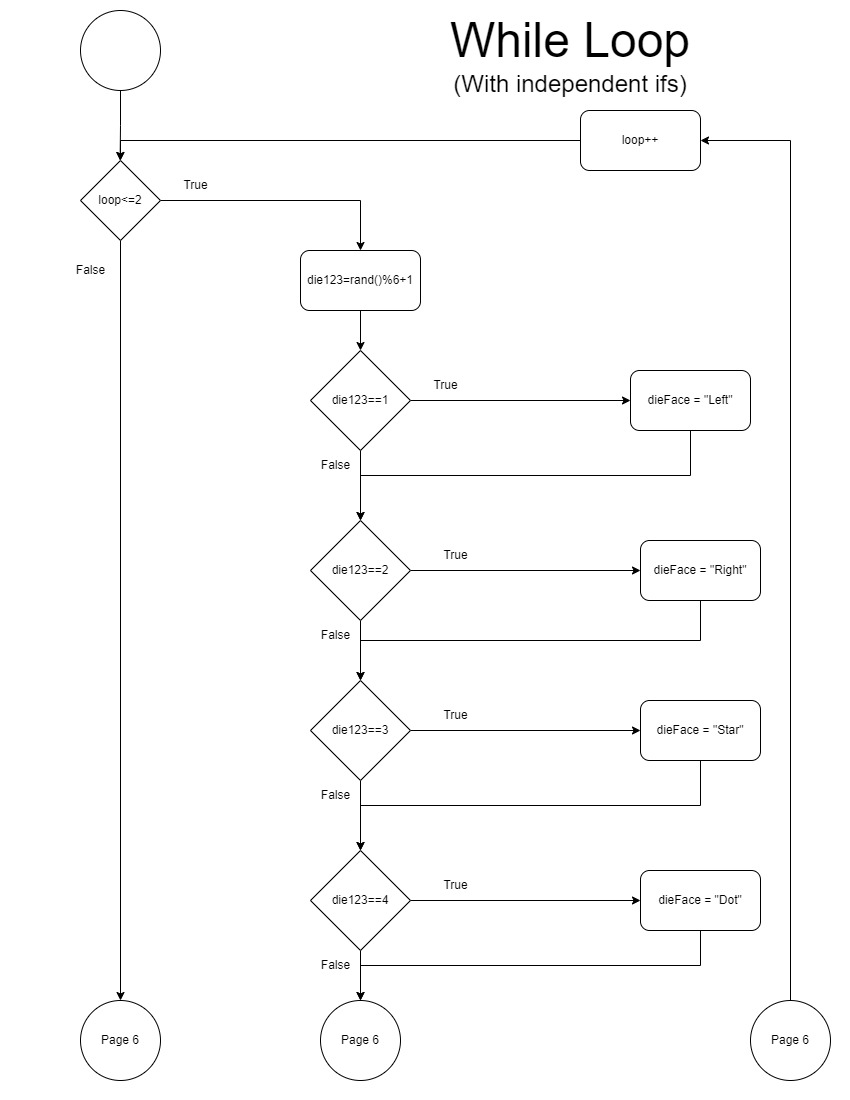 While Loop
(With independent ifs)
loop++
True
loop<=2
False
die123=rand()%6+1
True
die123==1
dieFace = "Left"
False
True
die123==2
dieFace = "Right"
False
True
die123==3
dieFace = "Star"
False
True
die123==4
dieFace = "Dot"
False
Page 6
Page 6
Page 6